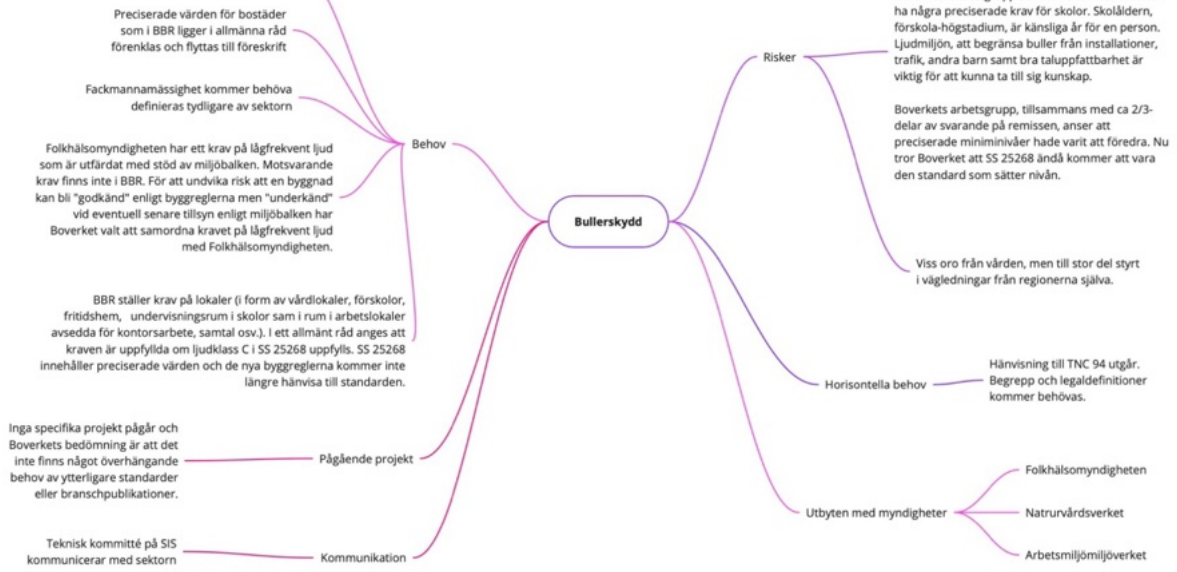 Preciserade värden för bostäder
som i BBR ligger i allmänna råd
förenklas och flyttas till föreskrift
Fackmannamässighet kommer behöva
definieras tydligare av sektorn
Behov
Folkhälsomyndigheten har ett krav på lågfrekvent ljud
som är utfärdat med stöd av miljöbalken. Motsvarande
krav finns inte i BBR. För att undvika risk att en byggnad
kan bli "godkänd" enligt byggreglerna men "underkänd"
vid eventuell senare tillsyn enligt miljöbalken har
Boverket valt att samordna kravet på lågfrekvent ljud
med Folkhälsomyndigheten.
BBR ställer krav på lokaler (i form av vårdlokaler, förskolor,
fritidshem, undervisningsrum i skolor sam i rum i arbetslokaler
avsedda för kontorsarbete, samtal osv.). I ett allmänt råd anges att
kraven är uppfyllda om ljudklass C i SS 25268 uppfylls. SS 25268
innehåller preciserade värden och de nya byggreglerna kommer inte
längre hänvisa till standarden.
Inga specifika projekt pågår och
Boverkets bedömning är att det
inte finns något överhängande
behov av ytterligare standarder
eller branschpublikationer.
Pågående projekt
Teknisk kommitté på SIS
kommunicerar med sektorn
Kommunikation
Bullerskydd
Risker
ha några preciserade krav för skolor. Skolåldern,
förskola-högstadium, är känsliga år för en person.
Ljudmiljön, att begränsa buller från installationer,
trafik, andra barn samt bra taluppfattbarhet är
viktig för att kunna ta till sig kunskap.
Boverkets arbetsgrupp, tillsammans med ca 2/3-
delar av svarande på remissen, anser att
preciserade miniminivåer hade varit att föredra. Nu
tror Boverket att SS 25268 ändå kommer att vara
den standard som sätter nivån.
Viss oro från vården, men till stor del styrt
i vägledningar från regionerna själva.
Horisontella behov
Hänvisning till TNC 94 utgår.
Begrepp och legaldefinitioner
kommer behövas.
Utbyten med myndigheter
Folkhälsomyndigheten
Natrurvårdsverket
Arbetsmiljömiljöverket